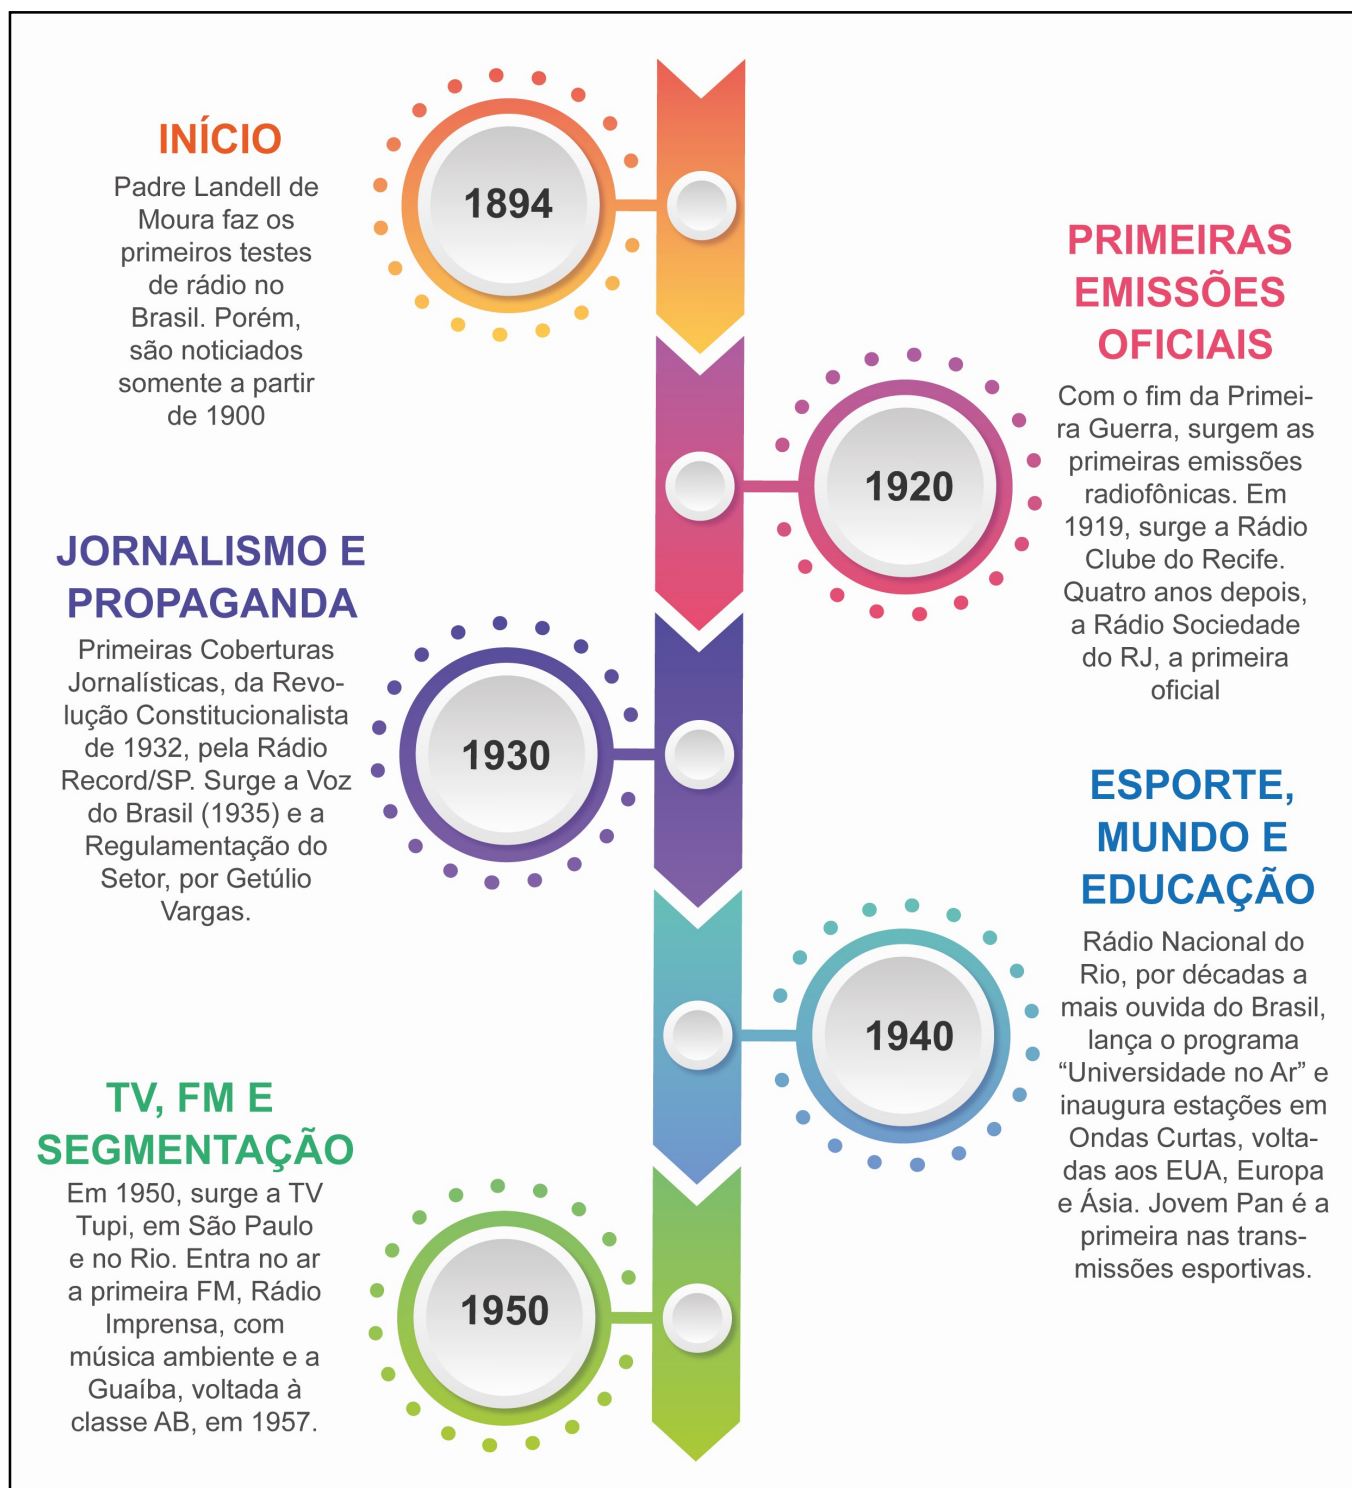 INÍCIO
Padre Landell de
Moura faz os
primeiros testes
de rádio no
Brasil. Porém,
são noticiados
somente a partir
de 1900
1894
PRIMEIRAS
EMISSÕES
OFICIAIS
Com o fim da Primei-
ra Guerra, surgem as
primeiras emissões
radiofônicas. Em
1919, surge a Rádio
Clube do Recife.
Quatro anos depois,
a Rádio Sociedade
do RJ, a primeira
oficial
1920
JORNALISMO E
PROPAGANDA
Primeiras Coberturas
Jornalísticas, da Revo-
lução Constitucionalista
de 1932, pela Rádio
Record/SP. Surge a Voz
do Brasil (1935) e a
Regulamentação do
Setor, por Getúlio
Vargas.
1930
ESPORTE,
MUNDO E
EDUCAÇÃO
Rádio Nacional do
Rio, por décadas a
mais ouvida do Brasil,
lança o programa
“Universidade no Ar” e
inaugura estações em
Ondas Curtas, volta-
das aos EUA, Europa
e Ásia. Jovem Pan é a
primeira nas trans-
missões esportivas.
1940
TV, FM E
SEGMENTAÇÃO
Em 1950, surge a TV
Tupi, em São Paulo
e no Rio. Entra no ar
a primeira FM, Rádio
Imprensa, com
música ambiente e a
Guaíba, voltada à
classe AB, em 1957.
1950